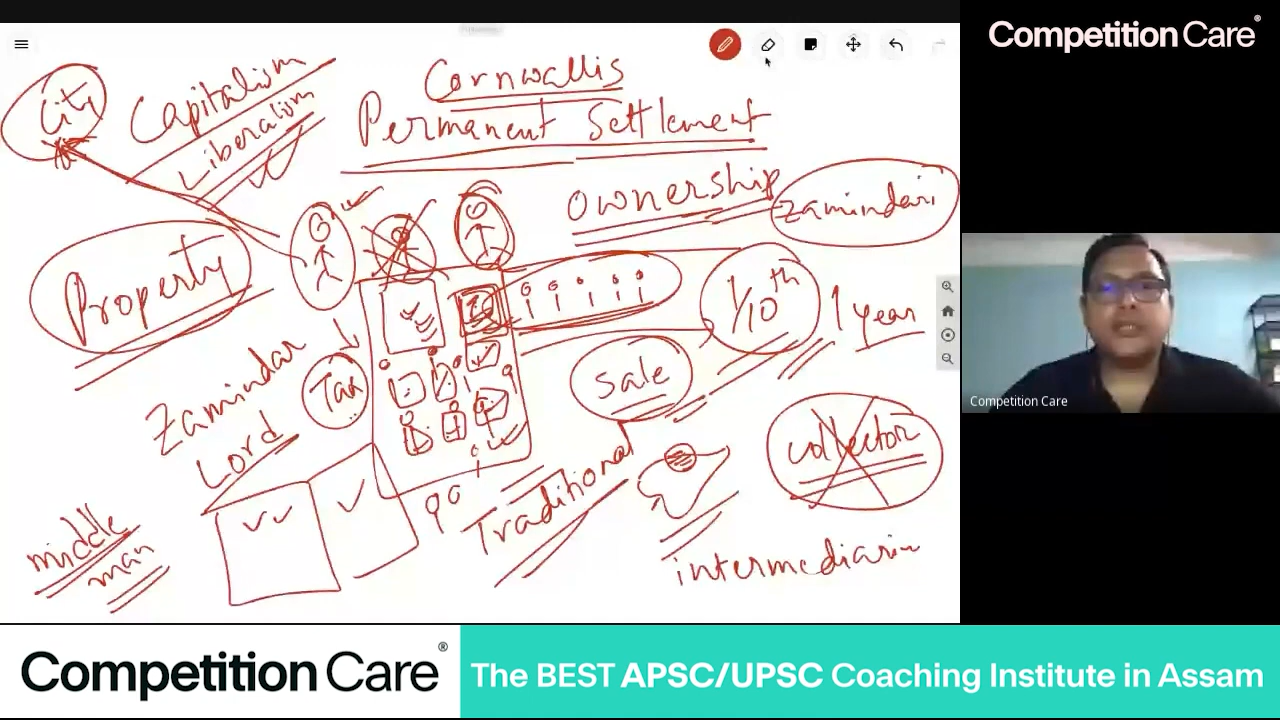 Competition Care®
Cornwallis
Permanent Settlement
City
Capitalism
Liberalism
ownership
zamindari
Property
1/10th
1 year
Tax
sale
Zamindar
Lord
collector
Traditional
middle
man
intermediaries
Competition Care
Competition Care®
The BEST APSC/UPSC Coaching Institute in Assam